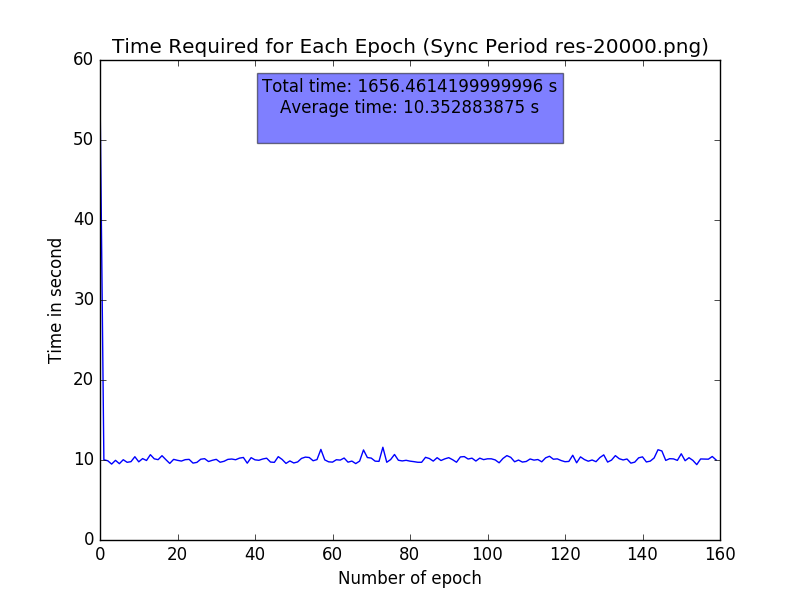 Time Required for Each Epoch (Sync Period res-20000.png)
Total time: 1656.4614199999996 s
Average time: 10.352883875 s
60
50
40
30
20
10
0
Time in second
0 20 40 60 80 100 120 140 160
Number of epoch